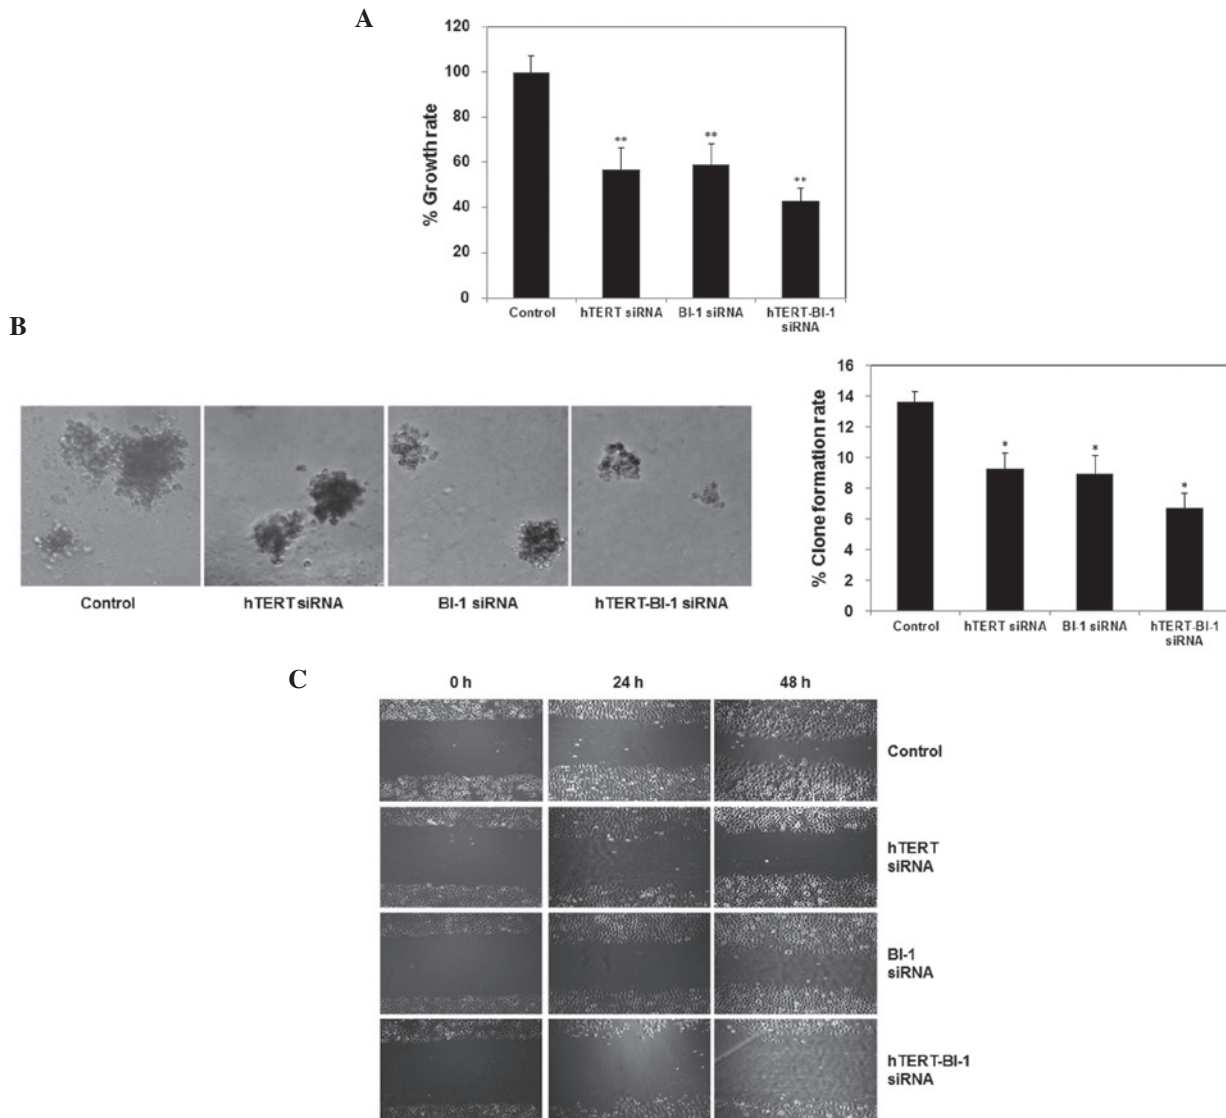 A
120
100
80
60
40
20
0
% Growth rate
**
**
**
Control
hTERT siRNA
BI-1 siRNA
hTERT-BI-1
siRNA
B
Control
hTERT siRNA
BI-1 siRNA
hTERT-BI-1 siRNA
16
14
12
10
8
6
4
2
0
% Clone formation rate
*
*
*
Control
hTERT siRNA
BI-1 siRNA
hTERT-BI-1
siRNA
C
0 h
24 h
48 h
Control
hTERT
siRNA
BI-1
siRNA
hTERT-BI-1
siRNA